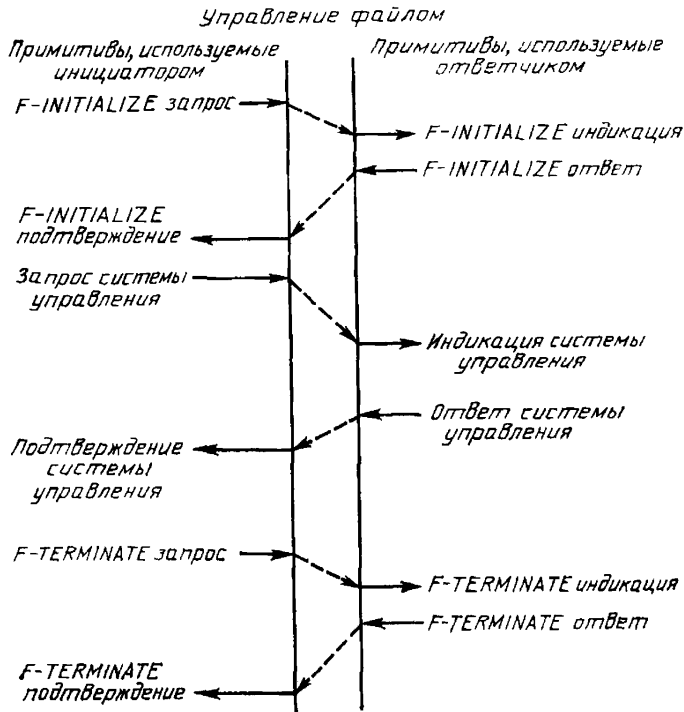 Управление файлом
Примитивы, используемые
инициатором
Примитивы, используемые
ответчиком
F-INITIALIZE запрос
F-INITIALIZE индикация
F-INITIALIZE ответ
F-INITIALIZE
подтверждение
Запрос системы
управления
Индикация системы
управления
Ответ системы
управления
Подтверждение
системы
управления
F-TERMINATE запрос
F-TERMINATE индикация
F-TERMINATE ответ
F-TERMINATE
подтверждение